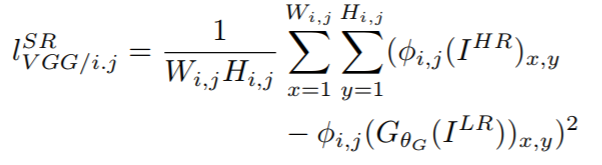 $l^{SR}_{VGG/i.j} = \frac{1}{W_{i,j}H_{i,j}} \sum_{x=1}^{W_{i,j}} \sum_{y=1}^{H_{i,j}} (\phi_{i,j}(I^{HR})_{x,y}$
$- \phi_{i,j}(G_{\theta_G}(I^{LR}))_{x,y})^2$